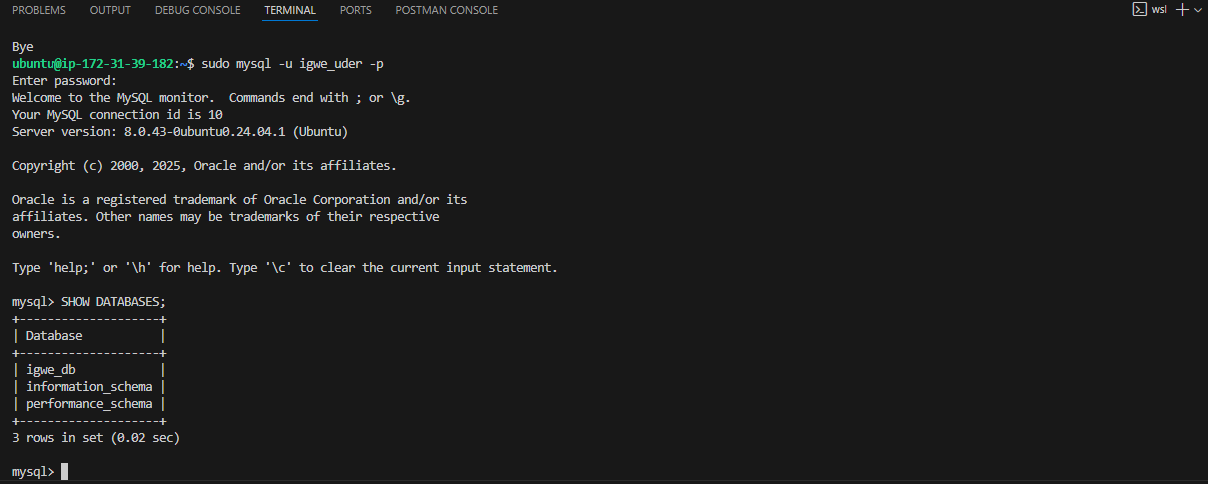 PROBLEMS OUTPUT DEBUG CONSOLE TERMINAL PORTS POSTMAN CONSOLE wsl
Bye
ubuntu@ip-172-31-39-182:~$ sudo mysql -u igwe_uder -p
Enter password:
Welcome to the MySQL monitor.  Commands end with ; or \g.
Your MySQL connection id is 10
Server version: 8.0.43-0ubuntu0.24.04.1 (Ubuntu)
Copyright (c) 2000, 2025, Oracle and/or its affiliates.
Oracle is a registered trademark of Oracle Corporation and/or its
affiliates. Other names may be trademarks of their respective
owners.
Type 'help;' or '\h' for help. Type '\c' to clear the current input statement.
mysql> SHOW DATABASES;
+--------------------+
| Database           |
+--------------------+
| igwe_db            |
| information_schema |
| performance_schema |
+--------------------+
3 rows in set (0.02 sec)
mysql>